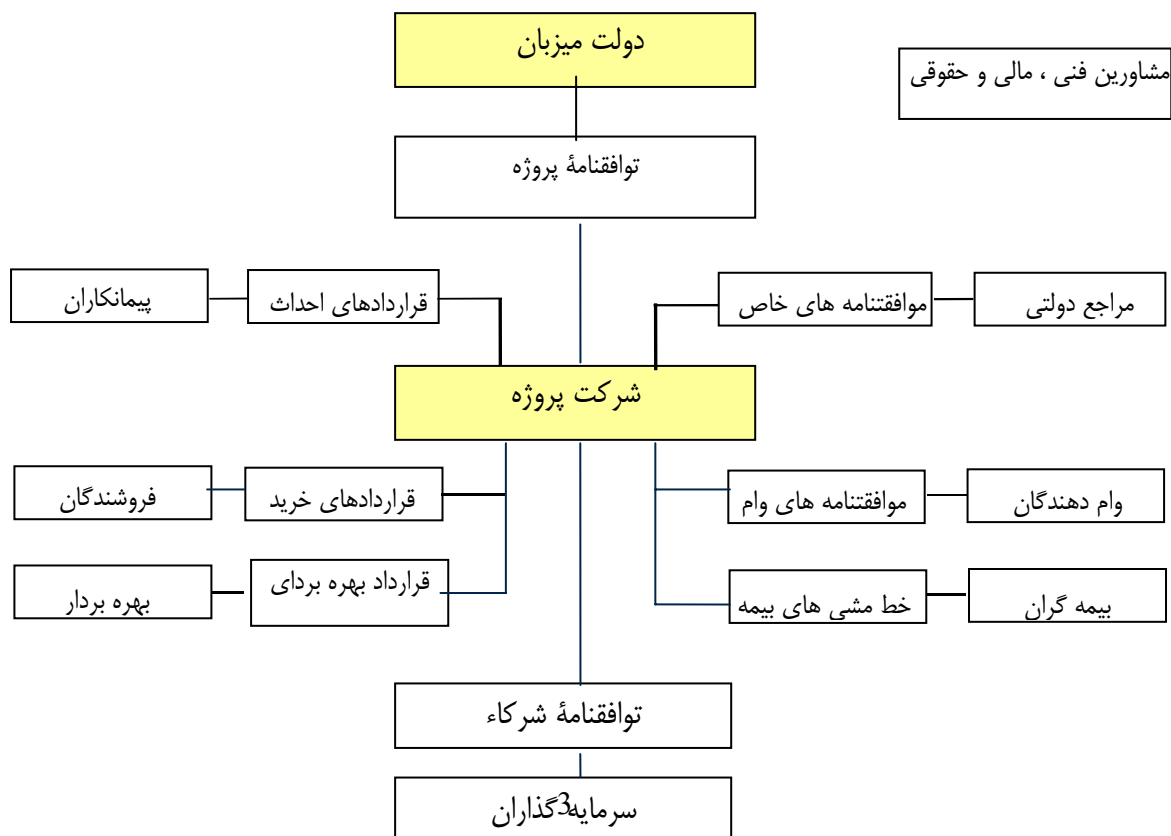 دولت میزبان
مشاورین فنی ، مالی و حقوقی
توافقنامهٔ پروژه
مراجع دولتی
موافقتنامه های خاص
قراردادهای احداث
پیمانکاران
شرکت پروژه
وام دهندگان
موافقتنامه های وام
قراردادهای خرید
فروشندگان
بیمه گران
خط مشی های بیمه
قرارداد بهره بردای
بهره بردار
توافقنامهٔ شرکاء
سرمایه3گذاران